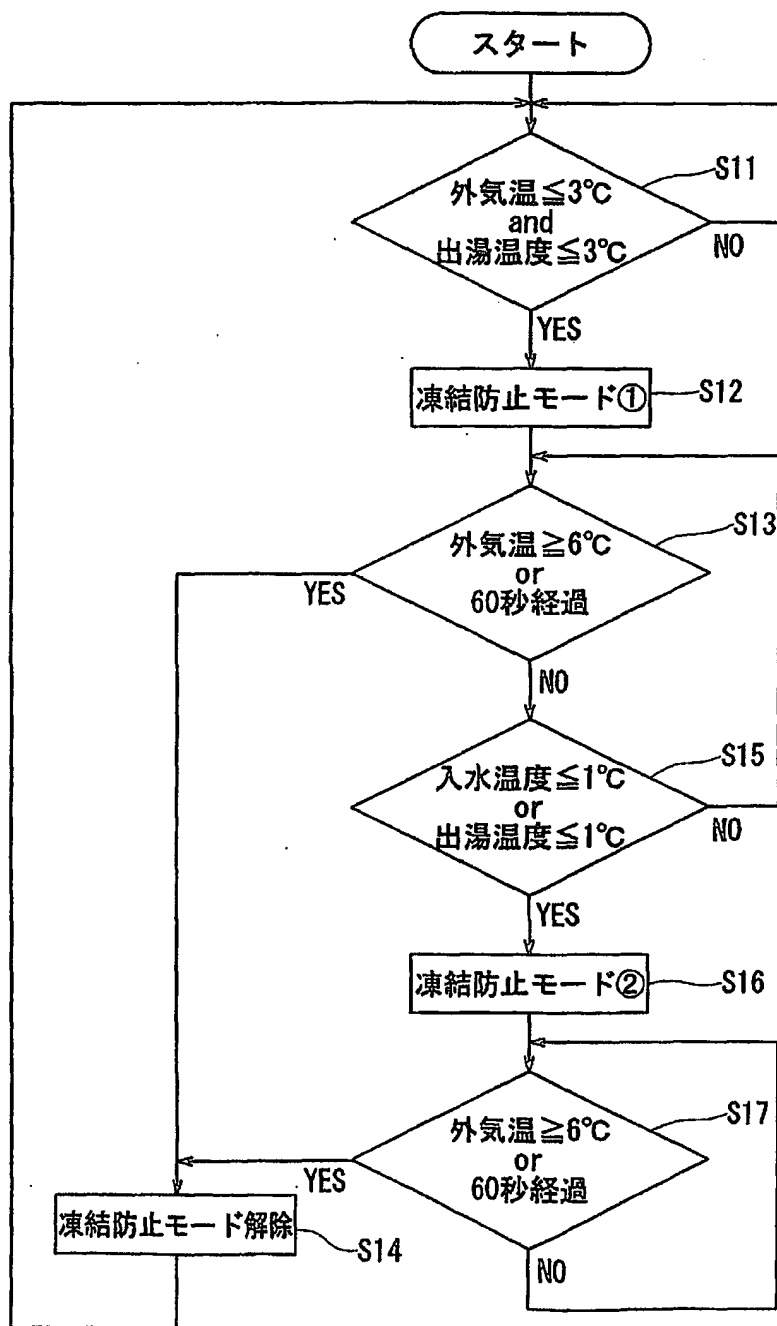 スタート
外気温≦3℃
and
出湯温度≦3℃
S11
NO
YES
凍結防止モード①
S12
外気温≧6℃
or
60秒経過
S13
YES
NO
入水温度≦1℃
or
出湯温度≦1℃
S15
NO
YES
凍結防止モード②
S16
外気温≧6℃
or
60秒経過
S17
YES
凍結防止モード解除
S14
NO